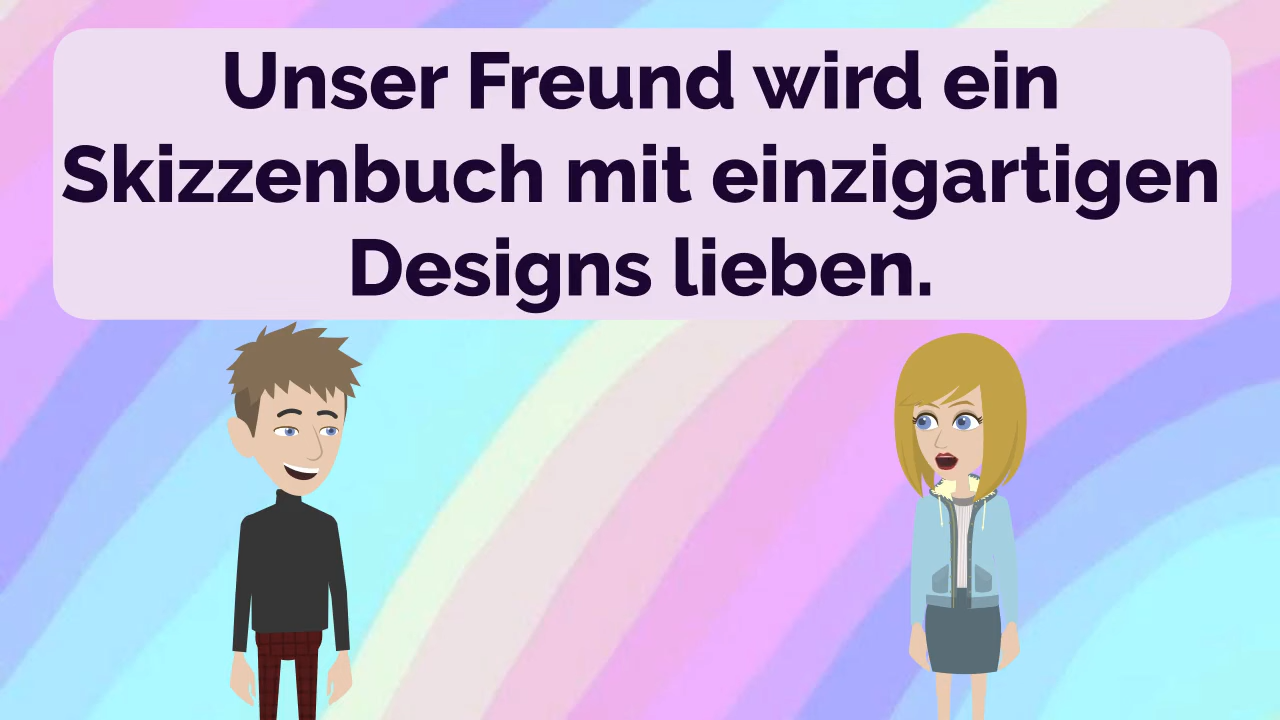 Unser Freund wird ein
Skizzenbuch mit einzigartigen
Designs lieben.